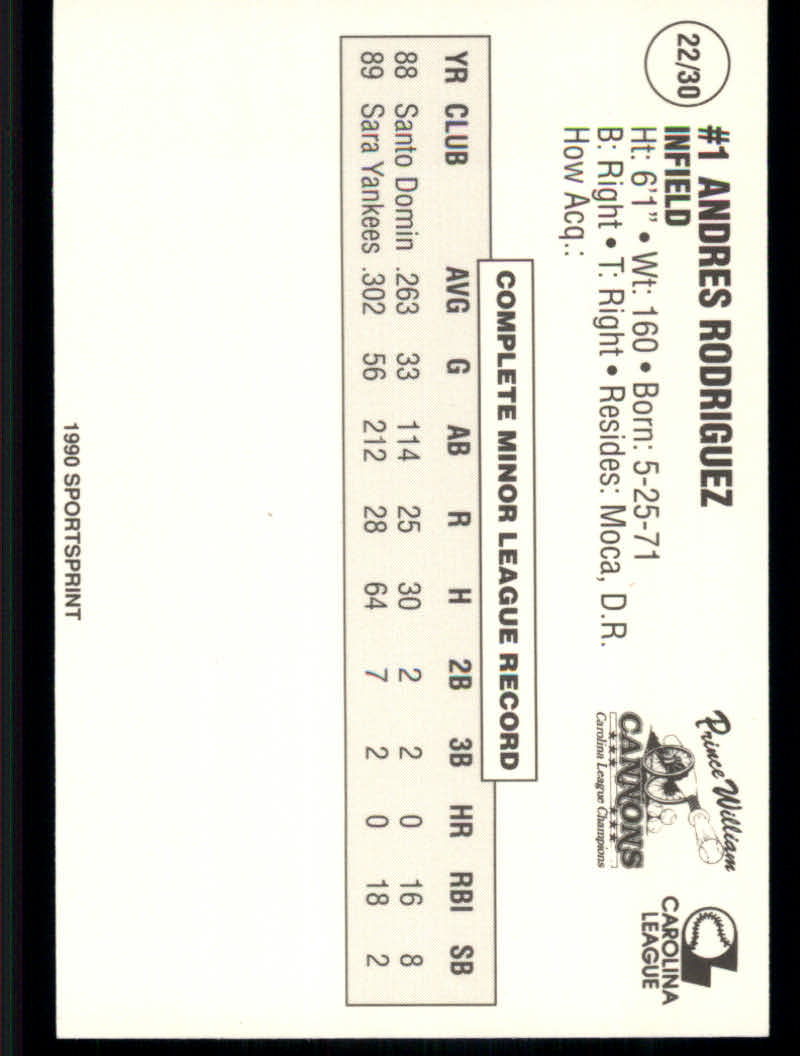 22/30
#1 ANDRES RODRIGUEZ
INFIELD
Ht: 6'1" • Wt: 160 • Born: 5-25-71
B: Right • T: Right • Resides: Moca, D.R.
How Acq.:
Prince William
CANNONS
Carolina League Champions
CAROLINA
LEAGUE
COMPLETE MINOR LEAGUE RECORD
YR CLUB AVG G AB R H 2B 3B HR RBI SB
88 Santo Domin .263 33 114 25 30 2 2 0 16 8
89 Sara Yankees .302 56 212 28 64 7 2 0 18 2
1990 SPORTSPRINT